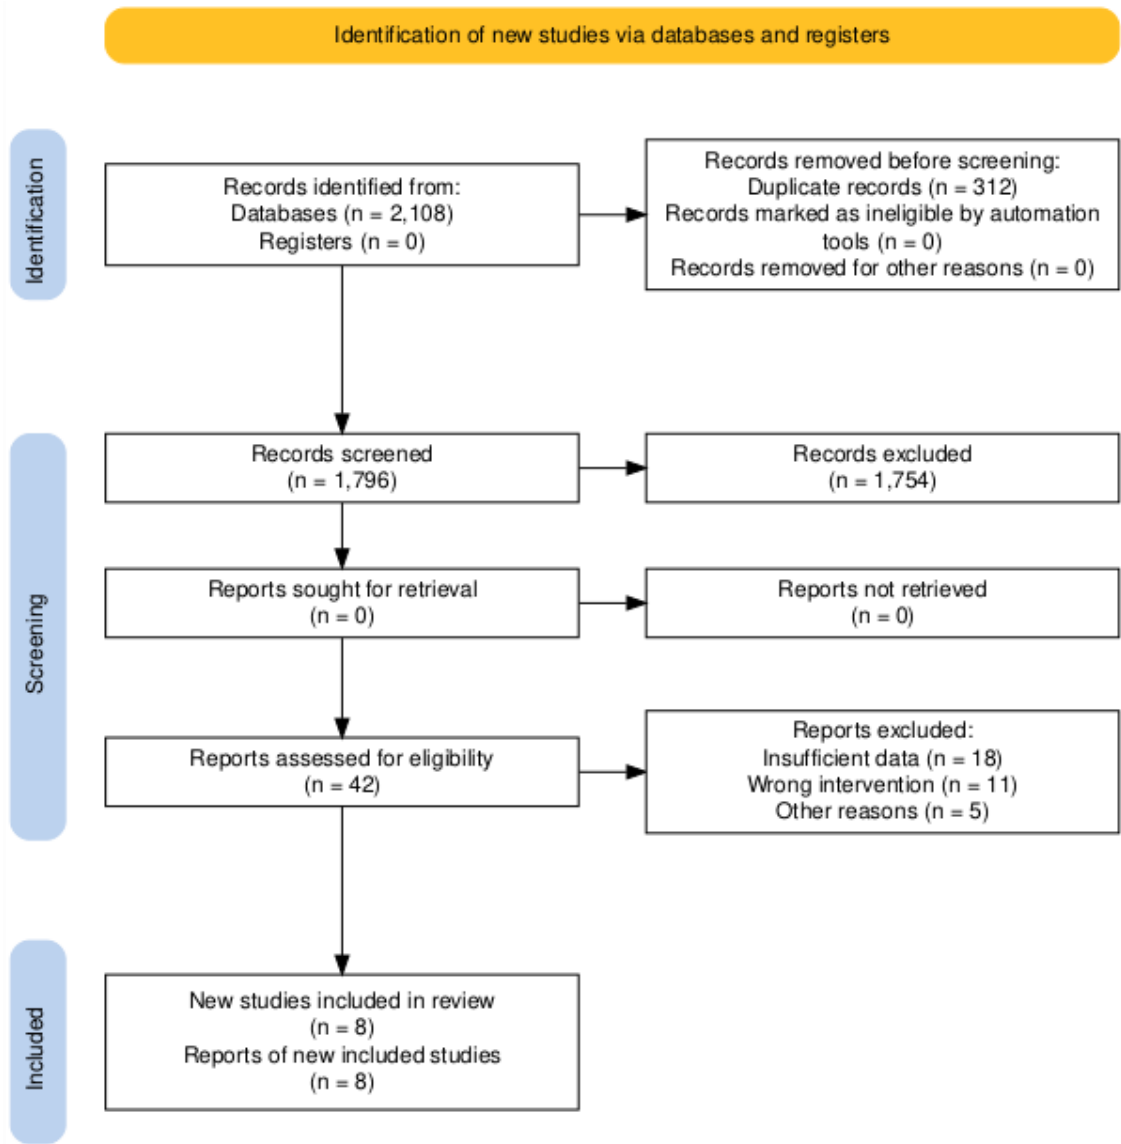 Identification of new studies via databases and registers
Identification
Records identified from:
Databases (n = 2,108)
Registers (n = 0)
Records removed before screening:
Duplicate records (n = 312)
Records marked as ineligible by automation
tools (n = 0)
Records removed for other reasons (n = 0)
Screening
Records screened
(n = 1,796)
Records excluded
(n = 1,754)
Reports sought for retrieval
(n = 0)
Reports not retrieved
(n = 0)
Reports assessed for eligibility
(n = 42)
Reports excluded:
Insufficient data (n = 18)
Wrong intervention (n = 11)
Other reasons (n = 5)
Included
New studies included in review
(n = 8)
Reports of new included studies
(n = 8)